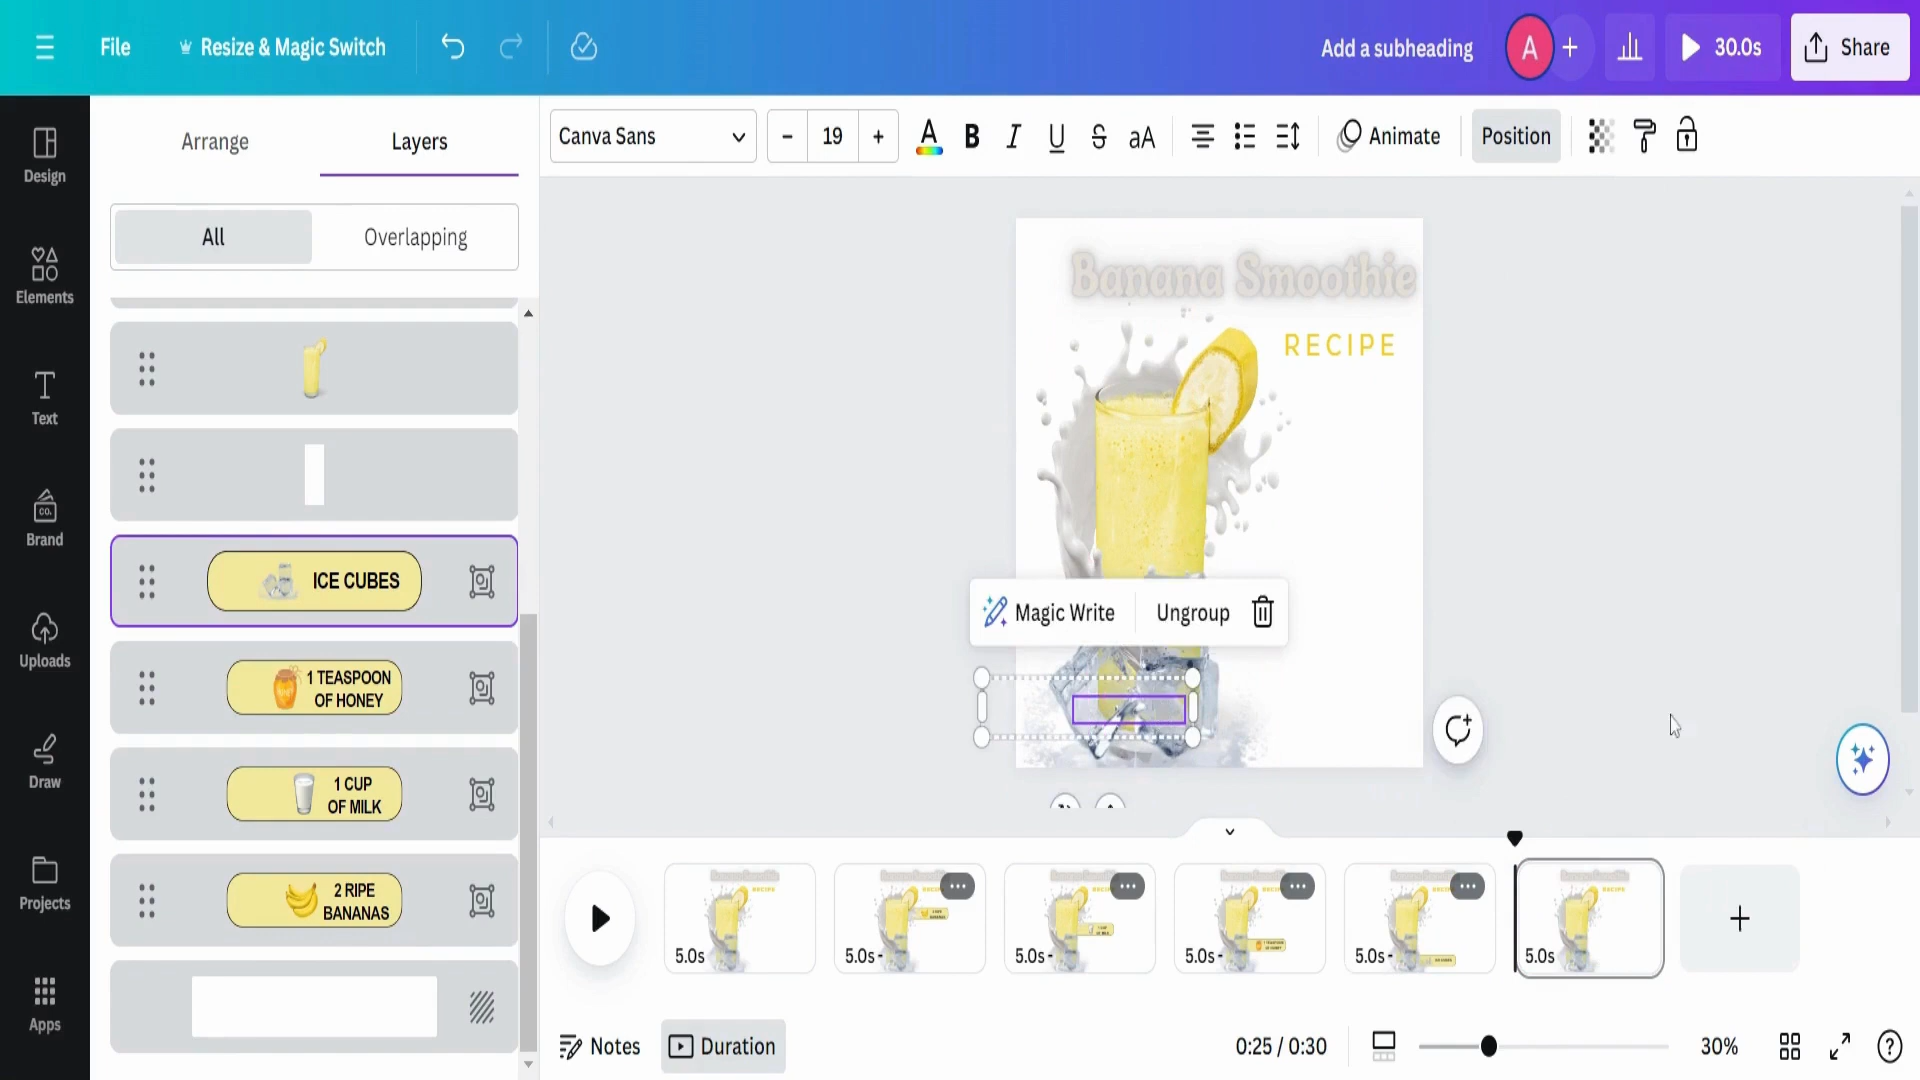 File
Resize & Magic Switch
Add a subheading
A
+
30.0s
Share
Design
Elements
Text
Brand
CO.
Uploads
Draw
Projects
Apps
Arrange
Layers
All
Overlapping
ICE CUBES
1 TEASPOON
OF HONEY
1 CUP
OF MILK
2 RIPE
BANANAS
Canva Sans
- 19 +
A B I U S aA
Animate
Position
Banana Smoothie
RECIPE
Magic Write
Ungroup
5.0s
5.0s
5.0s
5.0s
5.0s
5.0s
+
Notes
Duration
0:25 / 0:30
30%
?